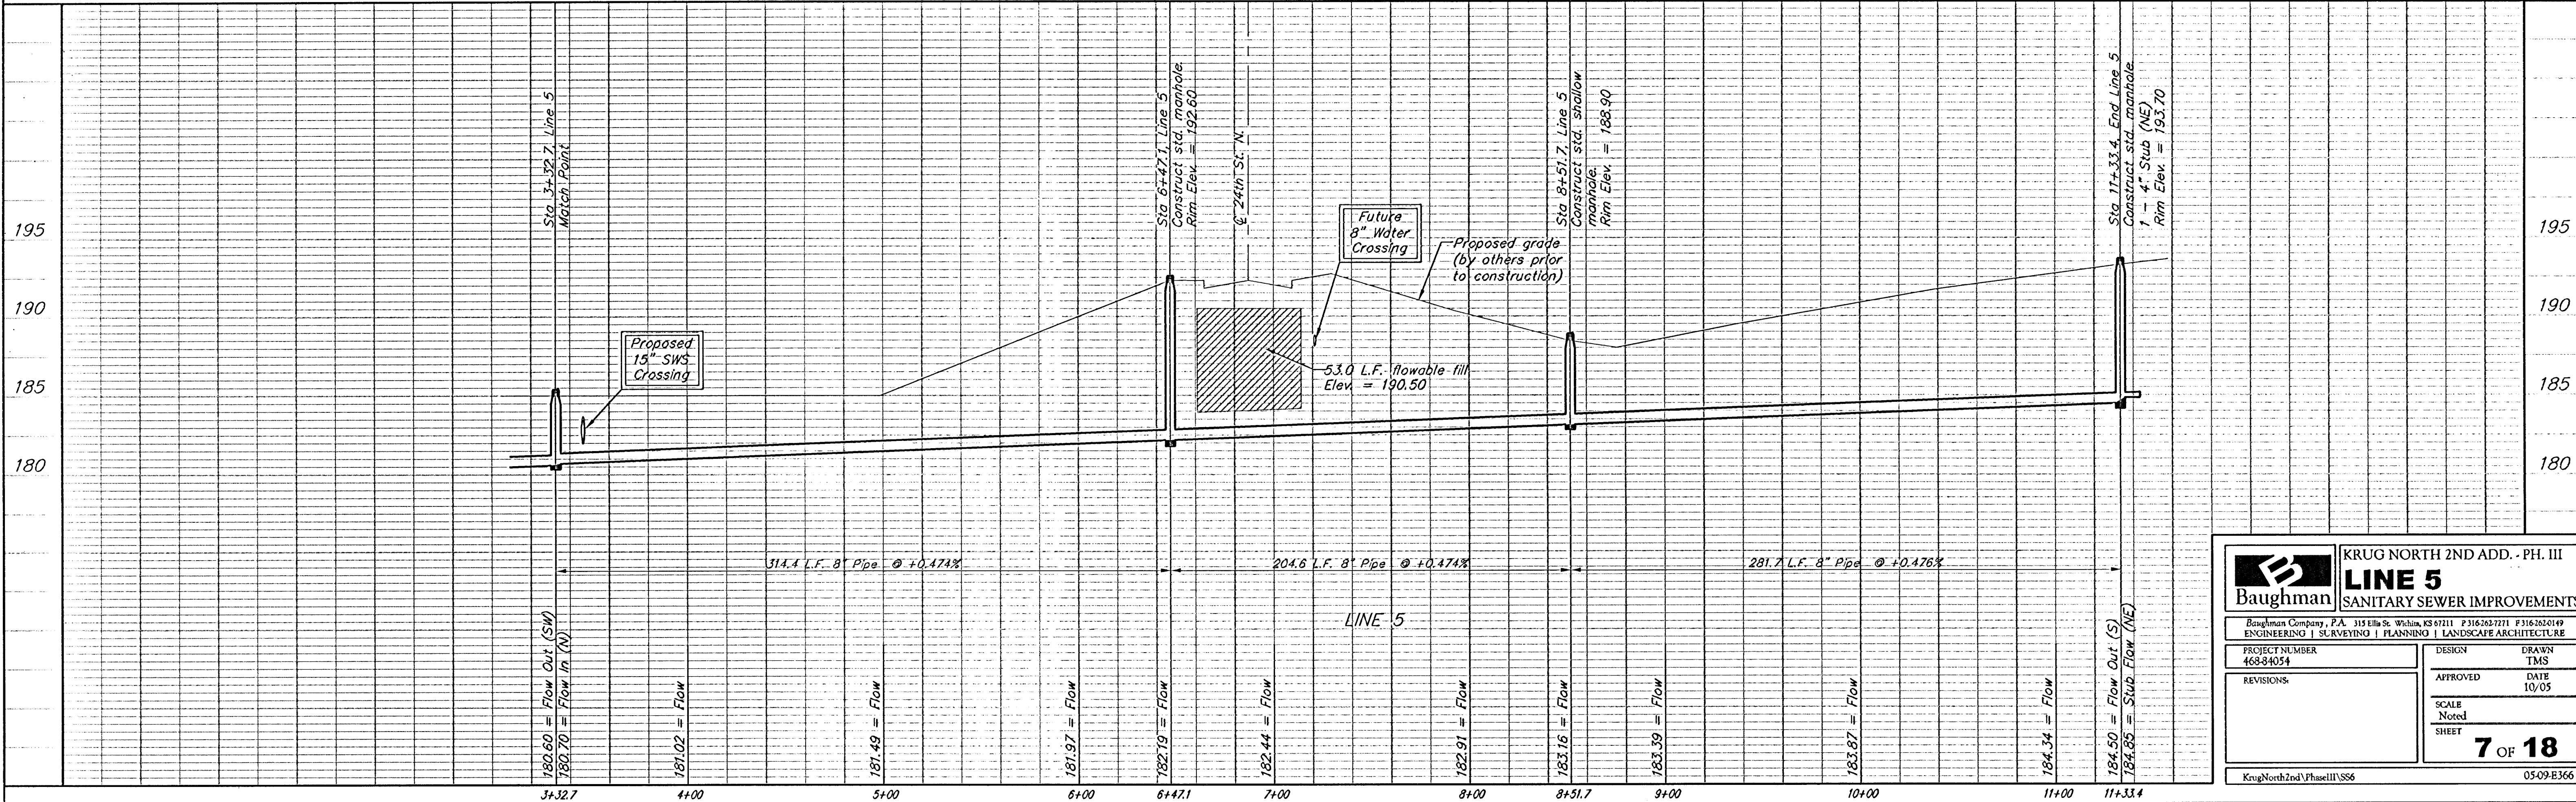 Sta 3+32.7, Line 5
Match Point
Sta 6+47.1, Line 5
Construct std. manhole.
Rim Elev. = 192.60
℄ 24th St. N.
Sta 8+51.7, Line 5
Construct std. shallow
manhole.
Rim Elev. = 188.90
Sta 11+33.4, End Line 5
Construct std. manhole.
1 - 4" Stub (NE)
Rim Elev. = 193.70
195
190
185
180
195
190
185
180
Proposed
15" SWS
Crossing
Future
8" Water
Crossing
Proposed grade
(by others prior
to construction)
53.0 L.F. flowable fill
Elev. = 190.50
314.4 L.F. 8" Pipe @ +0.474%
204.6 L.F. 8" Pipe @ +0.474%
281.7 L.F. 8" Pipe @ +0.476%
LINE 5
180.60 = Flow Out (SW)
180.70 = Flow In (N)
181.02 = Flow
181.49 = Flow
181.97 = Flow
182.19 = Flow
182.44 = Flow
182.91 = Flow
183.16 = Flow
183.39 = Flow
183.87 = Flow
184.34 = Flow
184.50 = Flow Out (S)
184.85 = Stub Flow (NE)
3+32.7
4+00
5+00
6+00
6+47.1
7+00
8+00
8+51.7
9+00
10+00
11+00
11+33.4
Baughman
KRUG NORTH 2ND ADD. - PH. III
LINE 5
SANITARY SEWER IMPROVEMENTS
Baughman Company, P.A. 315 Ellis St. Wichita, KS 67211 P 316-262-7271 F 316-262-0149
ENGINEERING | SURVEYING | PLANNING | LANDSCAPE ARCHITECTURE
PROJECT NUMBER
468-84054
DESIGN
DRAWN
TMS
REVISIONS:
APPROVED
DATE
10/05
SCALE
Noted
SHEET
7 OF 18
KrugNorth2nd\PhaseIII\SS6
05-09-E366